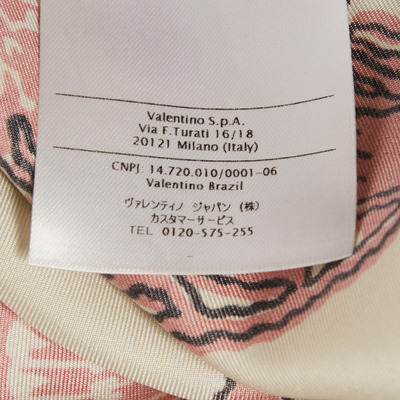 Valentino S.p.A.
Via F.Turati 16/18
20121 Milano (Italy)
CNPJ: 14.720.010/0001-06
Valentino Brazil
ヴァレンティノ ジャパン (株)
カスタマーサービス
TEL 0120-575-255